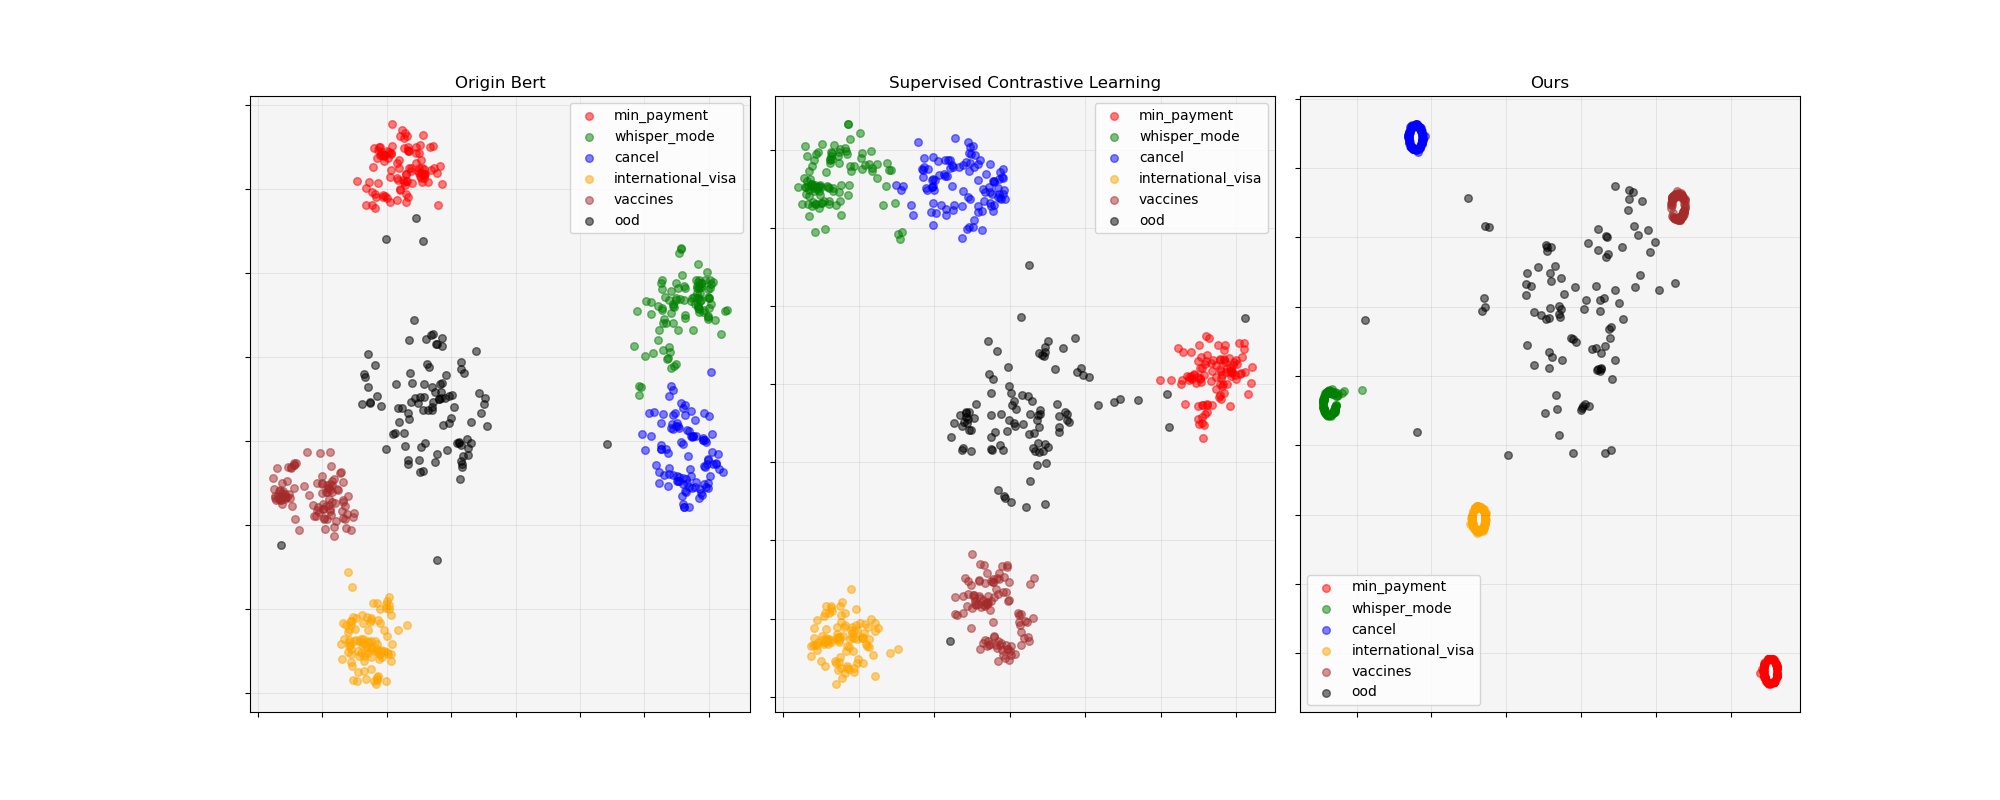 Origin Bert
min_payment
whisper_mode
cancel
international_visa
vaccines
ood
Supervised Contrastive Learning
min_payment
whisper_mode
cancel
international_visa
vaccines
ood
Ours
min_payment
whisper_mode
cancel
international_visa
vaccines
ood